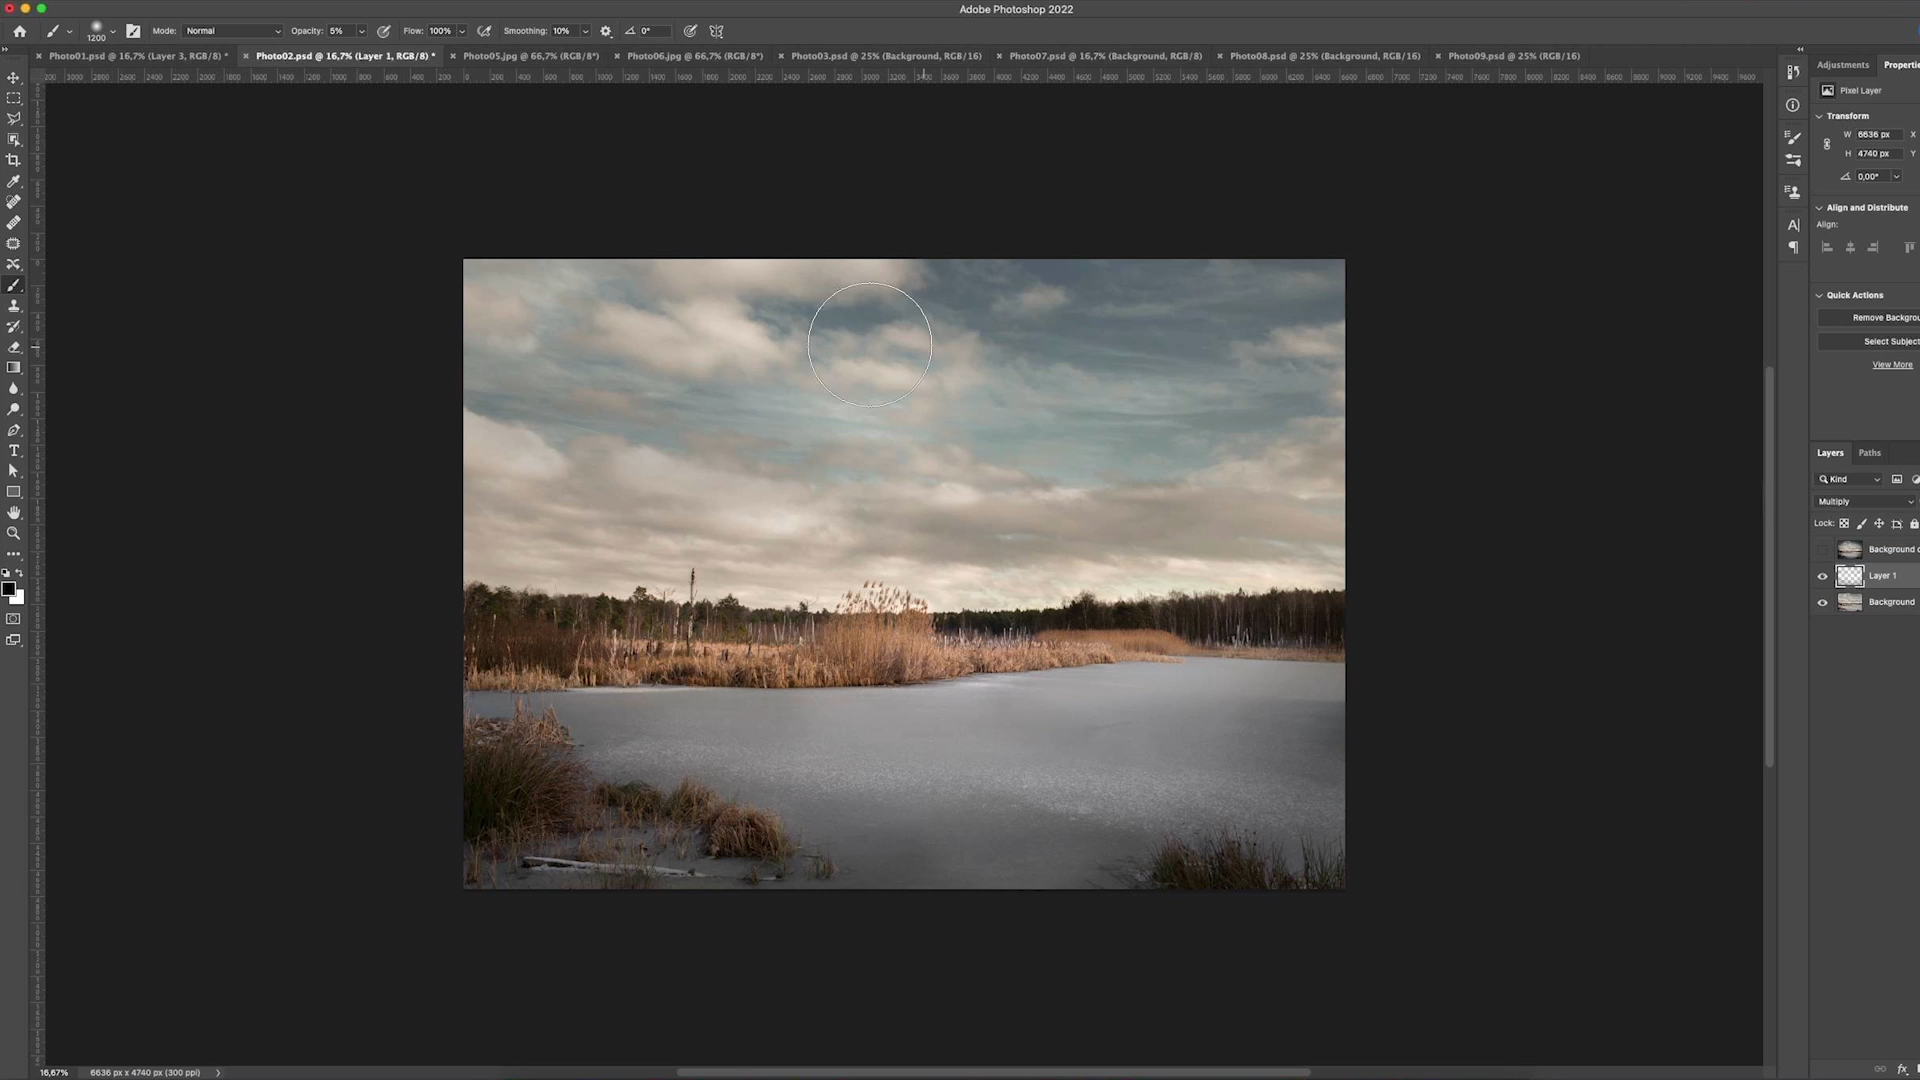 Adobe Photoshop 2022
1200 Mode: Normal Opacity: 5% Flow: 100% Smoothing: 10% 0°
Photo01.psd @ 16,7% (Layer 3, RGB/8) * Photo02.psd @ 16,7% (Layer 1, RGB/8) * Photo05.jpg @ 66,7% (RGB/8*) Photo06.jpg @ 66,7% (RGB/8*) Photo03.psd @ 25% (Background, RGB/16) Photo07.psd @ 16,7% (Background, RGB/8) Photo08.psd @ 25% (Background, RGB/16) Photo09.psd @ 25% (RGB/16)
Adjustments Propertie
Pixel Layer
Transform
W 6636 px X
H 4740 px Y
0,00°
Align and Distribute
Align:
Quick Actions
Remove Backgrou
Select Subject
View More
Layers Paths
Kind
Multiply
Lock:
Background c
Layer 1
Background
16,67% 6636 px x 4740 px (300 ppi)
fx